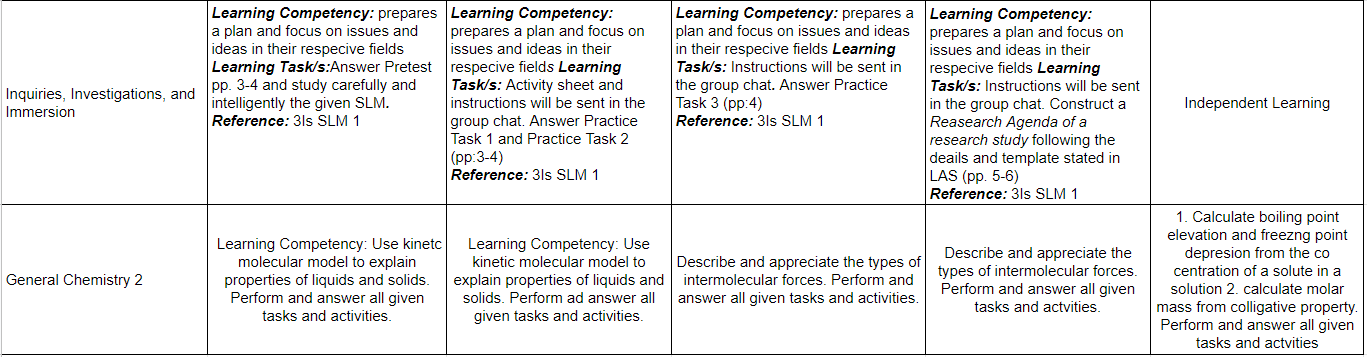 Inquiries, Investigations, and
Immersion
Learning Competency: prepares
a plan and focus on issues and
ideas in their respecive fields
Learning Task/s:Answer Pretest
pp. 3-4 and study carefully and
intelligently the given SLM.
Reference: 3Is SLM 1
Learning Competency:
prepares a plan and focus on
issues and ideas in their
respecive fields Learning
Task/s: Activity sheet and
instructions will be sent in the
group chat. Answer Practice
Task 1 and Practice Task 2
(pp:3-4)
Reference: 3Is SLM 1
Learning Competency: prepares a
plan and focus on issues and ideas
in their respecive fields Learning
Task/s: Instructions will be sent in
the group chat. Answer Practice
Task 3 (pp:4)
Reference: 3Is SLM 1
Learning Competency:
prepares a plan and focus on
issues and ideas in their
respecive fields Learning
Task/s: Instructions will be sent
in the group chat. Construct a
Reasearch Agenda of a
research study following the
deails and template stated in
LAS (pp. 5-6)
Reference: 3Is SLM 1
Independent Learning
General Chemistry 2
Learning Competency: Use kinetc
molecular model to explain
properties of liquids and solids.
Perform and answer all given
tasks and activities.
Learning Competency: Use
kinetic molecular model to
explain properties of liquids and
solids. Perform ad answer all
given tasks and activities.
Describe and appreciate the types of
intermolecular forces. Perform and
answer all given tasks and activities.
Describe and appreciate the
types of intermolecular forces.
Perform and answer all given
tasks and activities.
1. Calculate boiling point
elevation and freezng point
depresion from the co
centration of a solute in a
solution 2. calculate molar
mass from colligative property.
Perform and answer all given
tasks and actvities